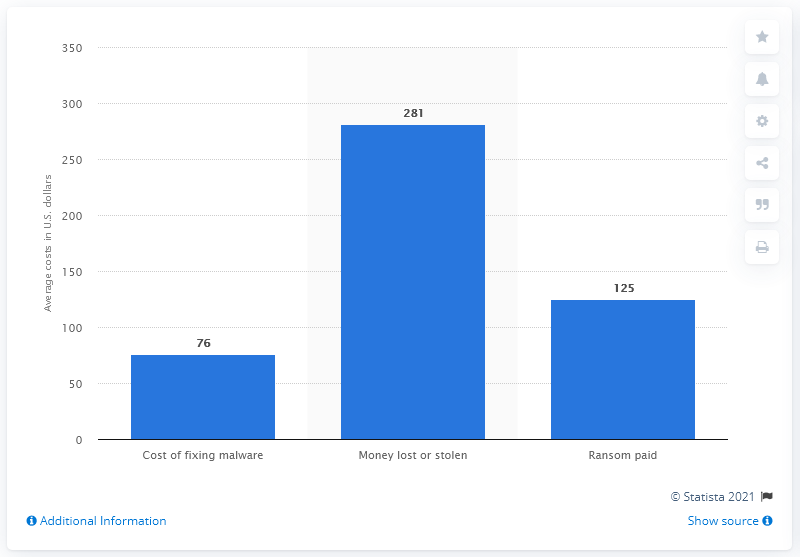 Average costs in U.S. dollars
350
300
250
200
150
100
50
0
76
281
125
Cost of fixing malware
Money lost or stolen
Ransom paid
© Statista 2021
Additional Information
Show source